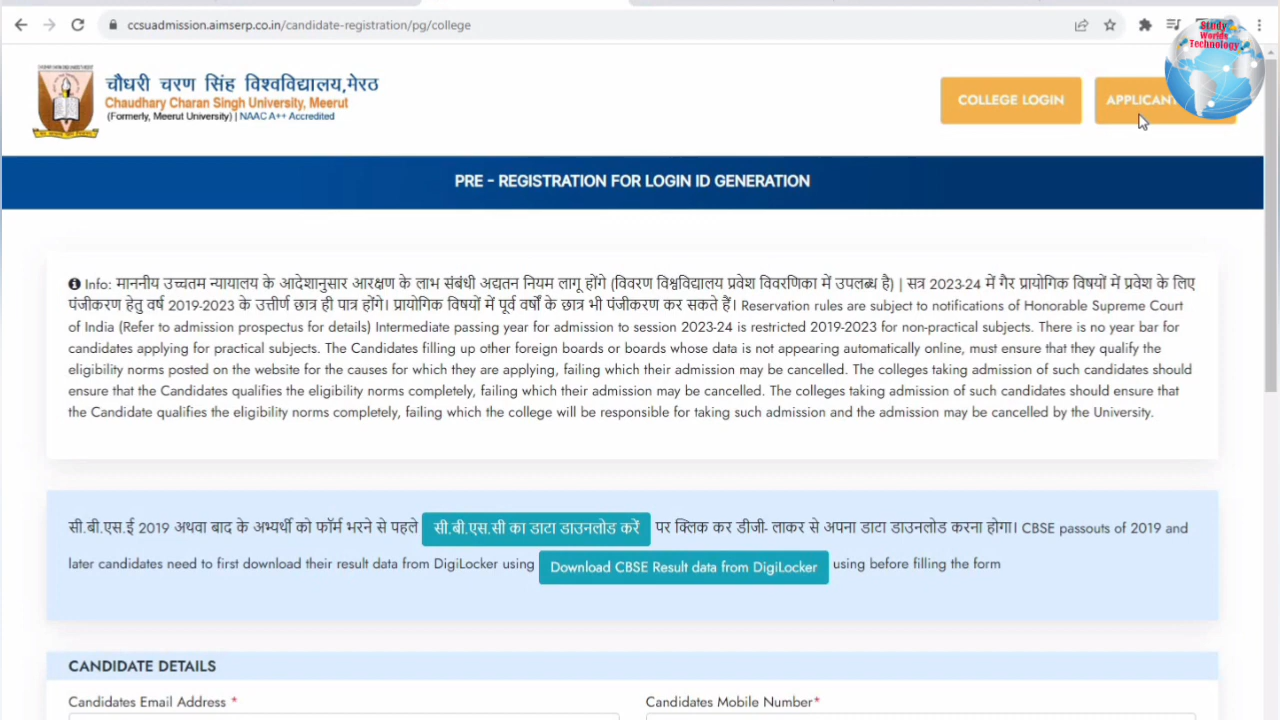 ccsuadmission.aimserp.co.in/candidate-registration/pg/college
Study
Worlds
Technology
चौधरी चरण सिंह विश्वविद्यालय,मेरठ
Chaudhary Charan Singh University, Meerut
(Formerly, Meerut University) | NAAC A++ Accredited
COLLEGE LOGIN
PRE - REGISTRATION FOR LOGIN ID GENERATION
Info: माननीय उच्चतम न्यायालय के आदेशानुसार आरक्षण के लाभ संबंधी अद्यतन नियम लागू होंगे (विवरण विश्वविद्यालय प्रवेश विवरणिका में उपलब्ध है) | सत्र 2023-24 में गैर प्रायोगिक विषयों में प्रवेश के लिए
पंजीकरण हेतु वर्ष 2019-2023 के उत्तीर्ण छात्र ही पात्र होंगे। प्रायोगिक विषयों में पूर्व वर्षों के छात्र भी पंजीकरण कर सकते हैं। Reservation rules are subject to notifications of Honorable Supreme Court
of India (Refer to admission prospectus for details) Intermediate passing year for admission to session 2023-24 is restricted 2019-2023 for non-practical subjects. There is no year bar for
candidates applying for practical subjects. The Candidates filling up other foreign boards or boards whose data is not appearing automatically online, must ensure that they qualify the
eligibility norms posted on the website for the causes for which they are applying, failing which their admission may be cancelled. The colleges taking admission of such candidates should
ensure that the Candidates qualifies the eligibility norms completely, failing which their admission may be cancelled. The colleges taking admission of such candidates should ensure that
the Candidate qualifies the eligibility norms completely, failing which the college will be responsible for taking such admission and the admission may be cancelled by the University.
सी.बी.एस.ई 2019 अथवा बाद के अभ्यर्थी को फॉर्म भरने से पहले सी.बी.एस.सी का डाटा डाउनलोड करें पर क्लिक कर डीजी- लाकर से अपना डाटा डाउनलोड करना होगा। CBSE passouts of 2019 and
later candidates need to first download their result data from DigiLocker using Download CBSE Result data from DigiLocker using before filling the form
CANDIDATE DETAILS
Candidates Email Address *
Candidates Mobile Number*